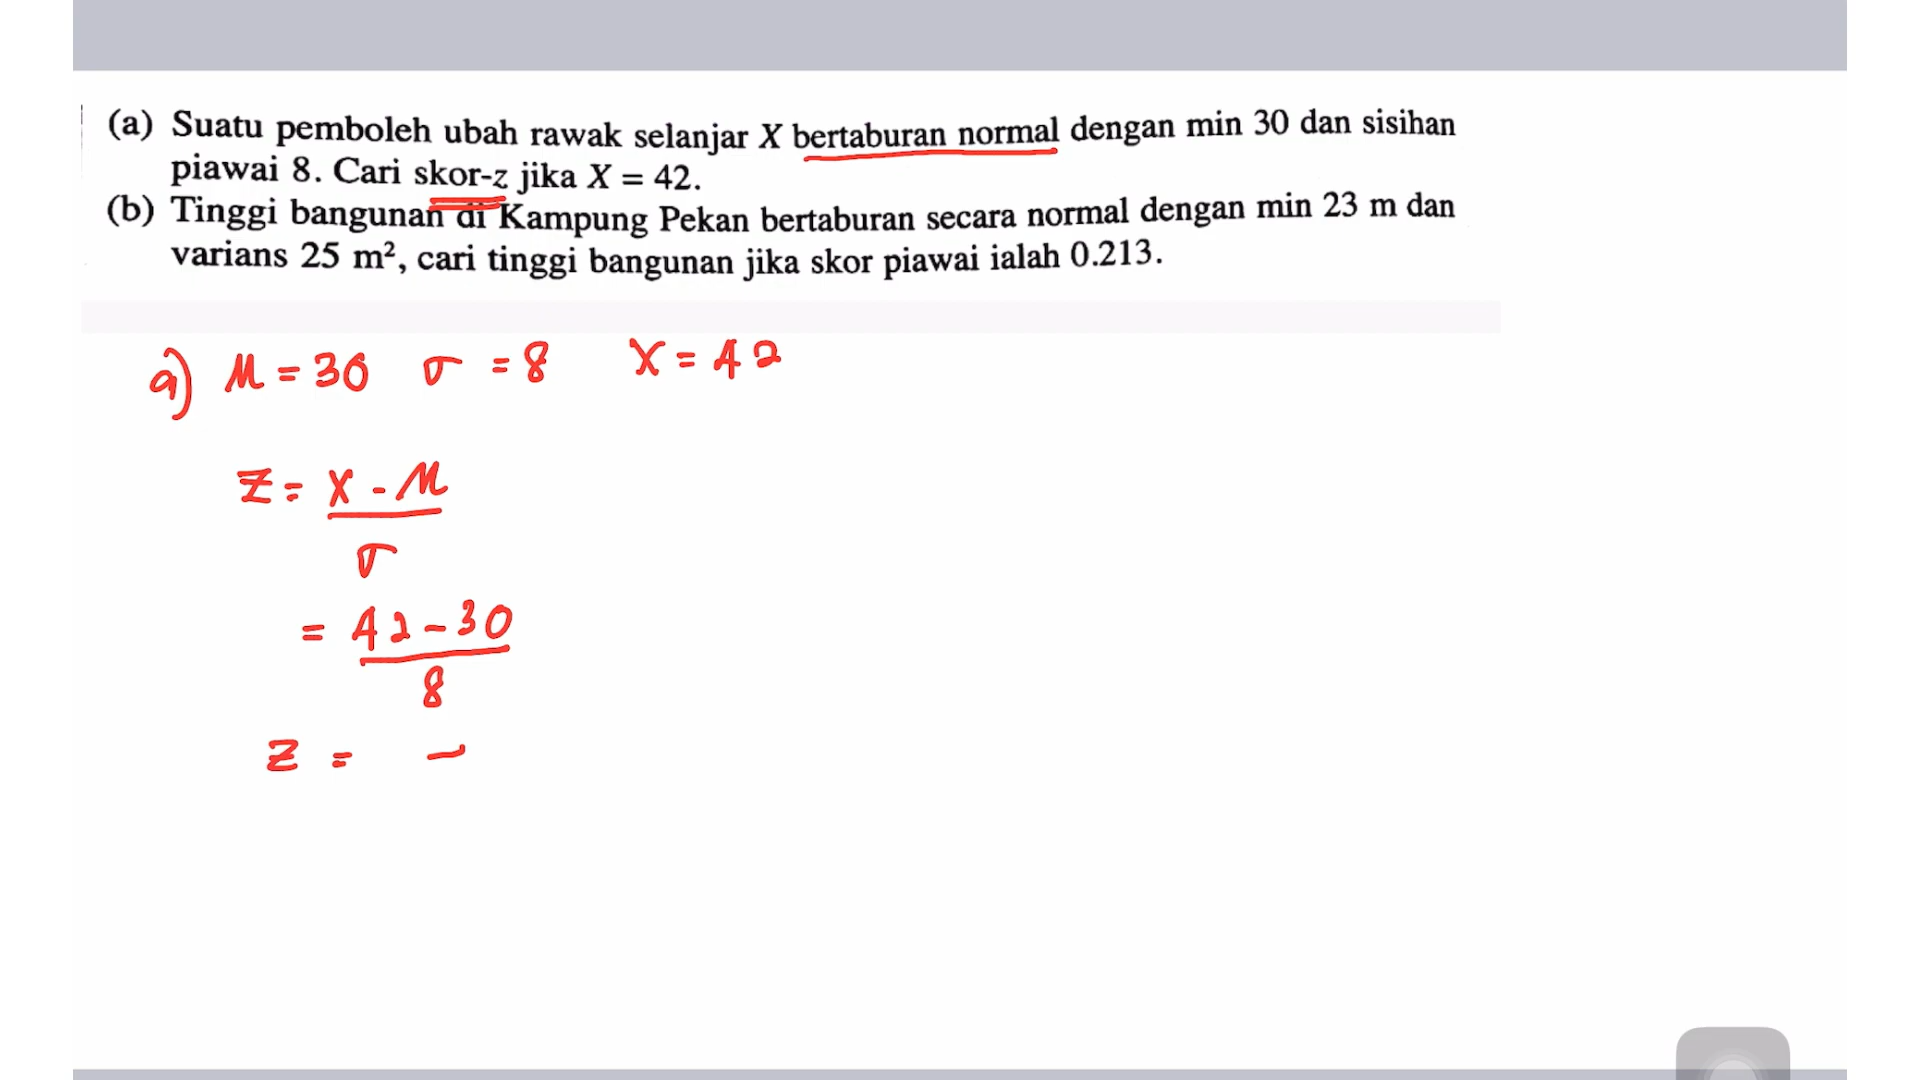 (a) Suatu pemboleh ubah rawak selanjar X bertaburan normal dengan min 30 dan sisihan
piawai 8. Cari skor-z jika X = 42.
(b) Tinggi bangunan di Kampung Pekan bertaburan secara normal dengan min 23 m dan
varians 25 m², cari tinggi bangunan jika skor piawai ialah 0.213.
a) μ = 30 σ = 8 X = 42
Z = X - μ
σ
= 42 - 30
8
Z = -